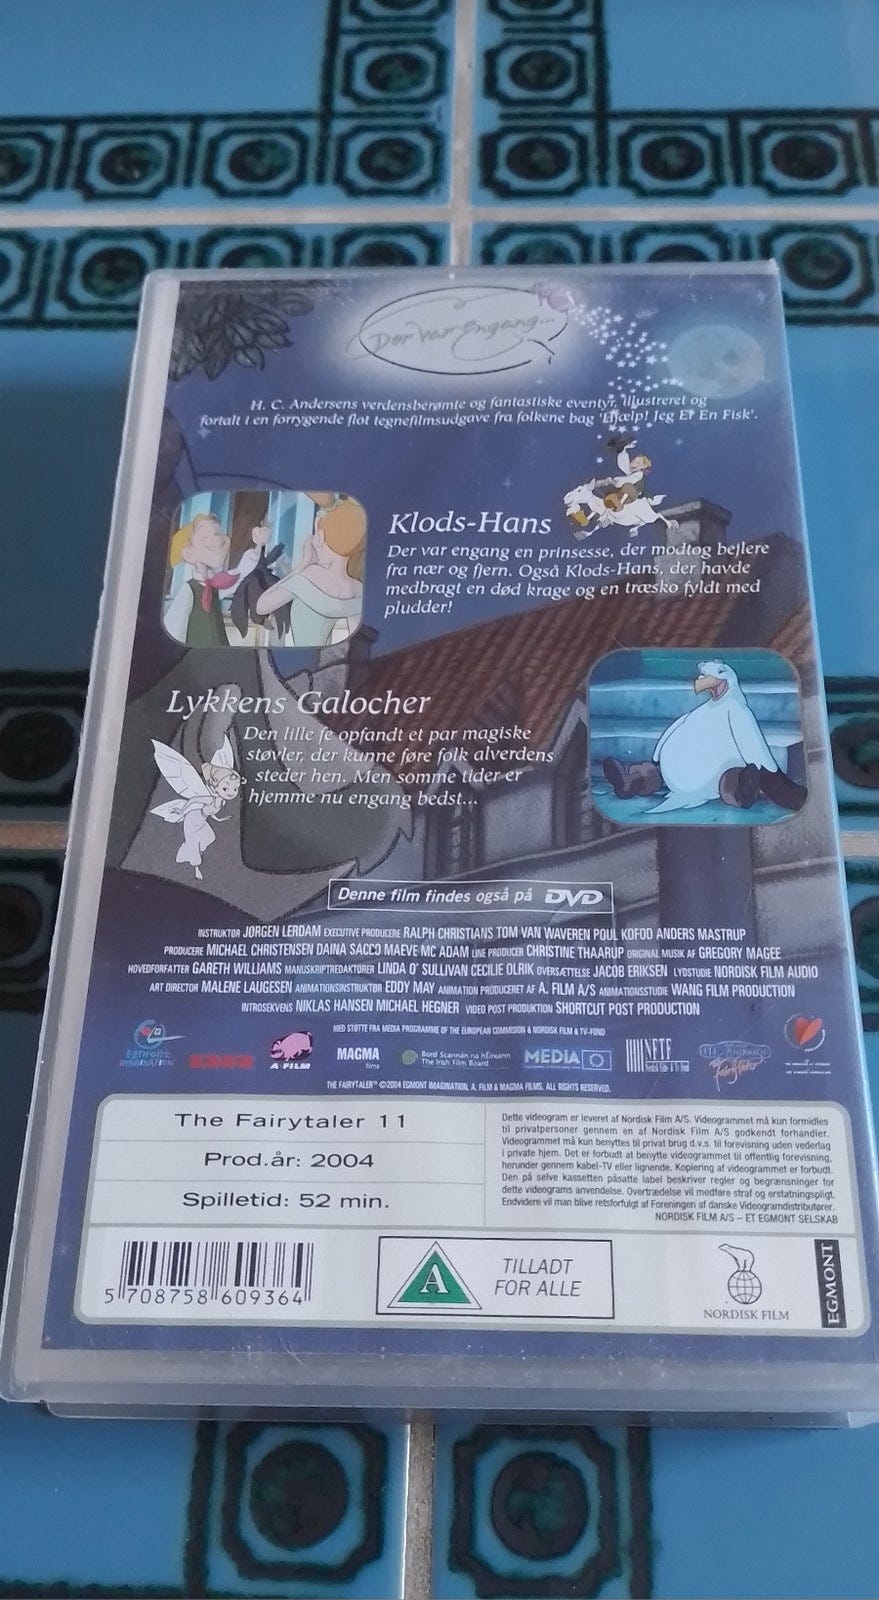 Der var engang...
H. C. Andersens verdensberømte og fantastiske eventyr, illustreret og
fortalt i en forrygende flot tegnefilmsudgave fra folkene bag 'Hjælp! Jeg Er En Fisk'.
Klods-Hans
Der var engang en prinsesse, der modtog bejlere
fra nær og fjern. Også Klods-Hans, der havde
medbragt en død krage og en træsko fyldt med
pludder!
Lykkens Galocher
Den lille fe opfandt et par magiske
støvler, der kunne føre folk alverdens
steder hen. Men somme tider er
hjemme nu engang bedst...
Denne film findes også på DVD
INSTRUKTØR JØRGEN LERDAM EXECUTIVE PRODUCERE RALPH CHRISTIANS TOM VAN WAVEREN POUL KOFOD ANDERS MASTRUP
PRODUCERE MICHAEL CHRISTENSEN DAINA SACCO MAEVE MC ADAM LINE PRODUCER CHRISTINE THAARUP ORIGINAL MUSIK AF GREGORY MAGEE
HOVEDFORFATTER GARETH WILLIAMS MANUSKRIPTREDAKTØRER LINDA O' SULLIVAN CECILIE OLRIK OVERSÆTTELSE JACOB ERIKSEN LYDSTUDIE NORDISK FILM AUDIO
ART DIRECTOR MALENE LAUGESEN ANIMATIONSINSTRUKTØR EDDY MAY ANIMATION PRODUCERET AF A. FILM A/S ANIMATIONSSTUDIE WANG FILM PRODUCTION
INTROSEKVENS NIKLAS HANSEN MICHAEL HEGNER VIDEO POST PRODUKTION SHORTCUT POST PRODUCTION
MED STØTTE FRA MEDIA PROGRAMME OF THE EUROPEAN COMMISION & NORDISK FILM & TV-FOND
EGMONT IMAGINATION DR A FILM MAGMA films Bord Scannán na hÉireann The Irish Film Board MEDIA NFTF H.C. Andersen Fairytaler
THE FAIRYTALER™ ©2004 EGMONT IMAGINATION, A. FILM & MAGMA FILMS. ALL RIGHTS RESERVED.
The Fairytaler 11
Prod.år: 2004
Spilletid: 52 min.
Dette videogram er leveret af Nordisk Film A/S. Videogrammet må kun formidles
til privatpersoner gennem en af Nordisk Film A/S godkendt forhandler.
Videogrammet må kun benyttes til privat brug d.v.s. til forevisning uden vederlag
i private hjem. Det er forbudt at benytte videogrammet til offentlig forevisning,
herunder gennem kabel-TV eller lignende. Kopiering af videogrammet er forbudt.
Den på selve kassetten påsatte label beskriver regler og begrænsninger for
dette videograms anvendelse. Overtrædelse vil medføre straf og erstatningspligt.
Endvidere vil man blive retsforfulgt af Foreningen af danske Videogramdistributører.
NORDISK FILM A/S – ET EGMONT SELSKAB
5 708758 609364
A
TILLADT
FOR ALLE
NORDISK FILM
EGMONT